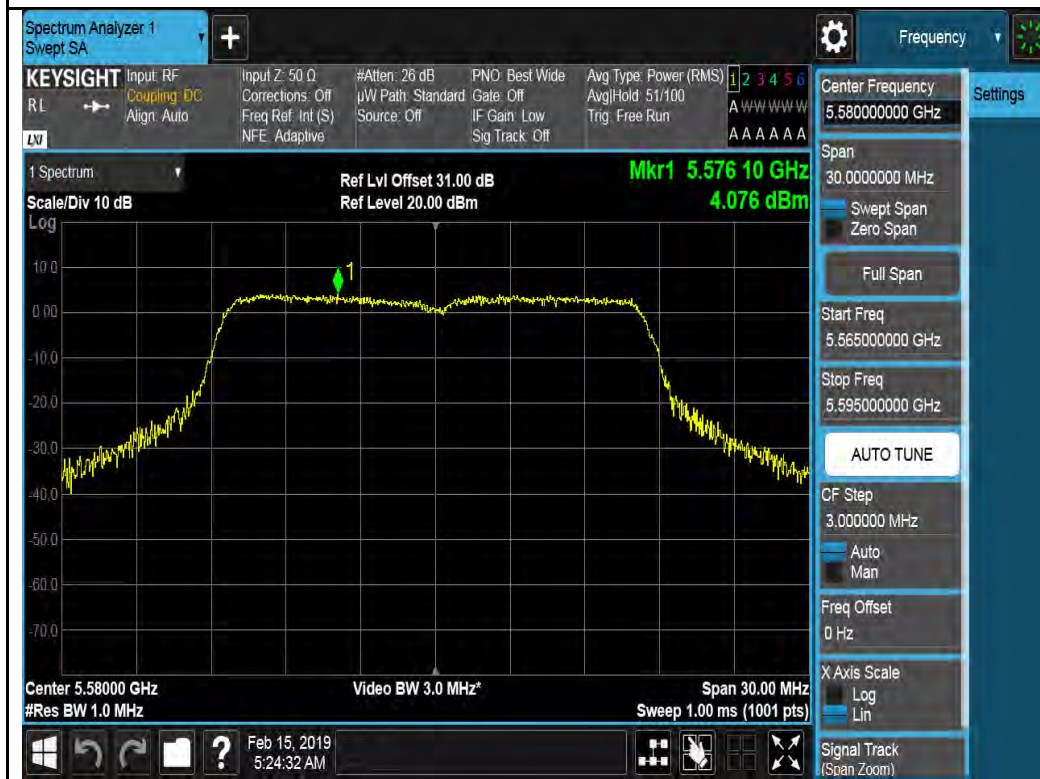 Spectrum Analyzer 1
Swept SA
Frequency
KEYSIGHT
RL
LXI
Input: RF
Coupling: DC
Align: Auto
Input Z: 50 Ω
Corrections: Off
Freq Ref: Int (S)
NFE: Adaptive
#Atten: 26 dB
µW Path: Standard
Source: Off
PNO: Best Wide
Gate: Off
IF Gain: Low
Sig Track: Off
Avg Type: Power (RMS)
Avg|Hold: 51/100
Trig: Free Run
1 2 3 4 5 6
A W W W W W
A A A A A A
1 Spectrum
Scale/Div 10 dB
Ref Lvl Offset 31.00 dB
Ref Level 20.00 dBm
Mkr1 5.576 10 GHz
4.076 dBm
Log
10.0
0.00
-10.0
-20.0
-30.0
-40.0
-50.0
-60.0
-70.0
1
Center 5.58000 GHz
#Res BW 1.0 MHz
Video BW 3.0 MHz*
Span 30.00 MHz
Sweep 1.00 ms (1001 pts)
?
Feb 15, 2019
5:24:32 AM
Center Frequency
5.580000000 GHz
Settings
Span
30.0000000 MHz
Swept Span
Zero Span
Full Span
Start Freq
5.565000000 GHz
Stop Freq
5.595000000 GHz
AUTO TUNE
CF Step
3.000000 MHz
Auto
Man
Freq Offset
0 Hz
X Axis Scale
Log
Lin
Signal Track
(Span Zoom)